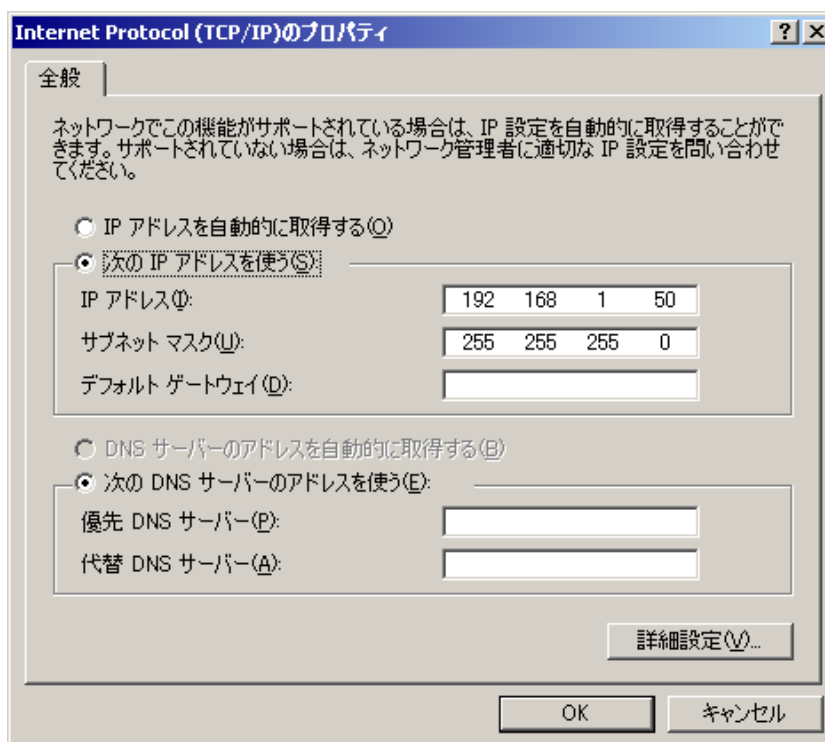 Internet Protocol (TCP/IP)のプロパティ
全般
ネットワークでこの機能がサポートされている場合は、IP 設定を自動的に取得することがで
きます。サポートされていない場合は、ネットワーク管理者に適切な IP 設定を問い合わせ
てください。
IP アドレスを自動的に取得する(O)
次の IP アドレスを使う(S):
IP アドレス(I): 192 168 1 50
サブネット マスク(U): 255 255 255 0
デフォルト ゲートウェイ(D):
DNS サーバーのアドレスを自動的に取得する(B)
次の DNS サーバーのアドレスを使う(E):
優先 DNS サーバー(P):
代替 DNS サーバー(A):
詳細設定(V)...
OK キャンセル